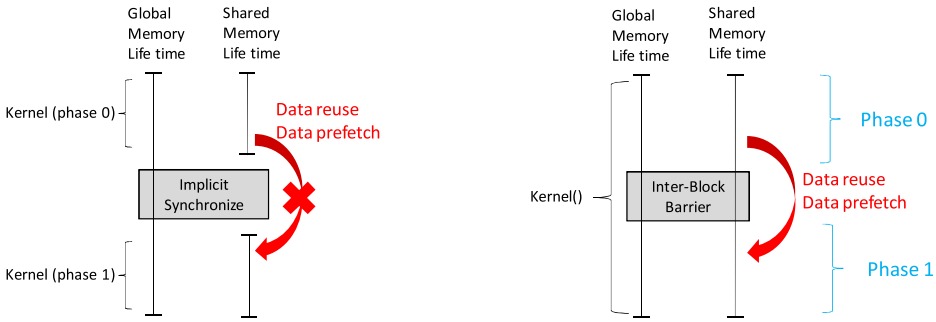 Global
Memory
Life time
Shared
Memory
Life time
Kernel (phase 0)
Data reuse
Data prefetch
Implicit
Synchronize
Kernel (phase 1)
Global
Memory
Life time
Shared
Memory
Life time
Phase 0
Kernel()
Inter-Block
Barrier
Data reuse
Data prefetch
Phase 1